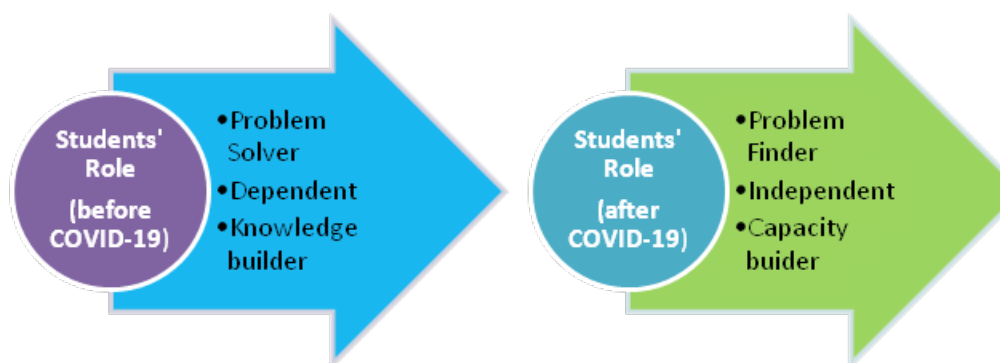 Students'
Role
(before
COVID-19)
•Problem
Solver
•Dependent
•Knowledge
builder
Students'
Role
(after
COVID-19)
•Problem
Finder
•Independent
•Capacity
buider